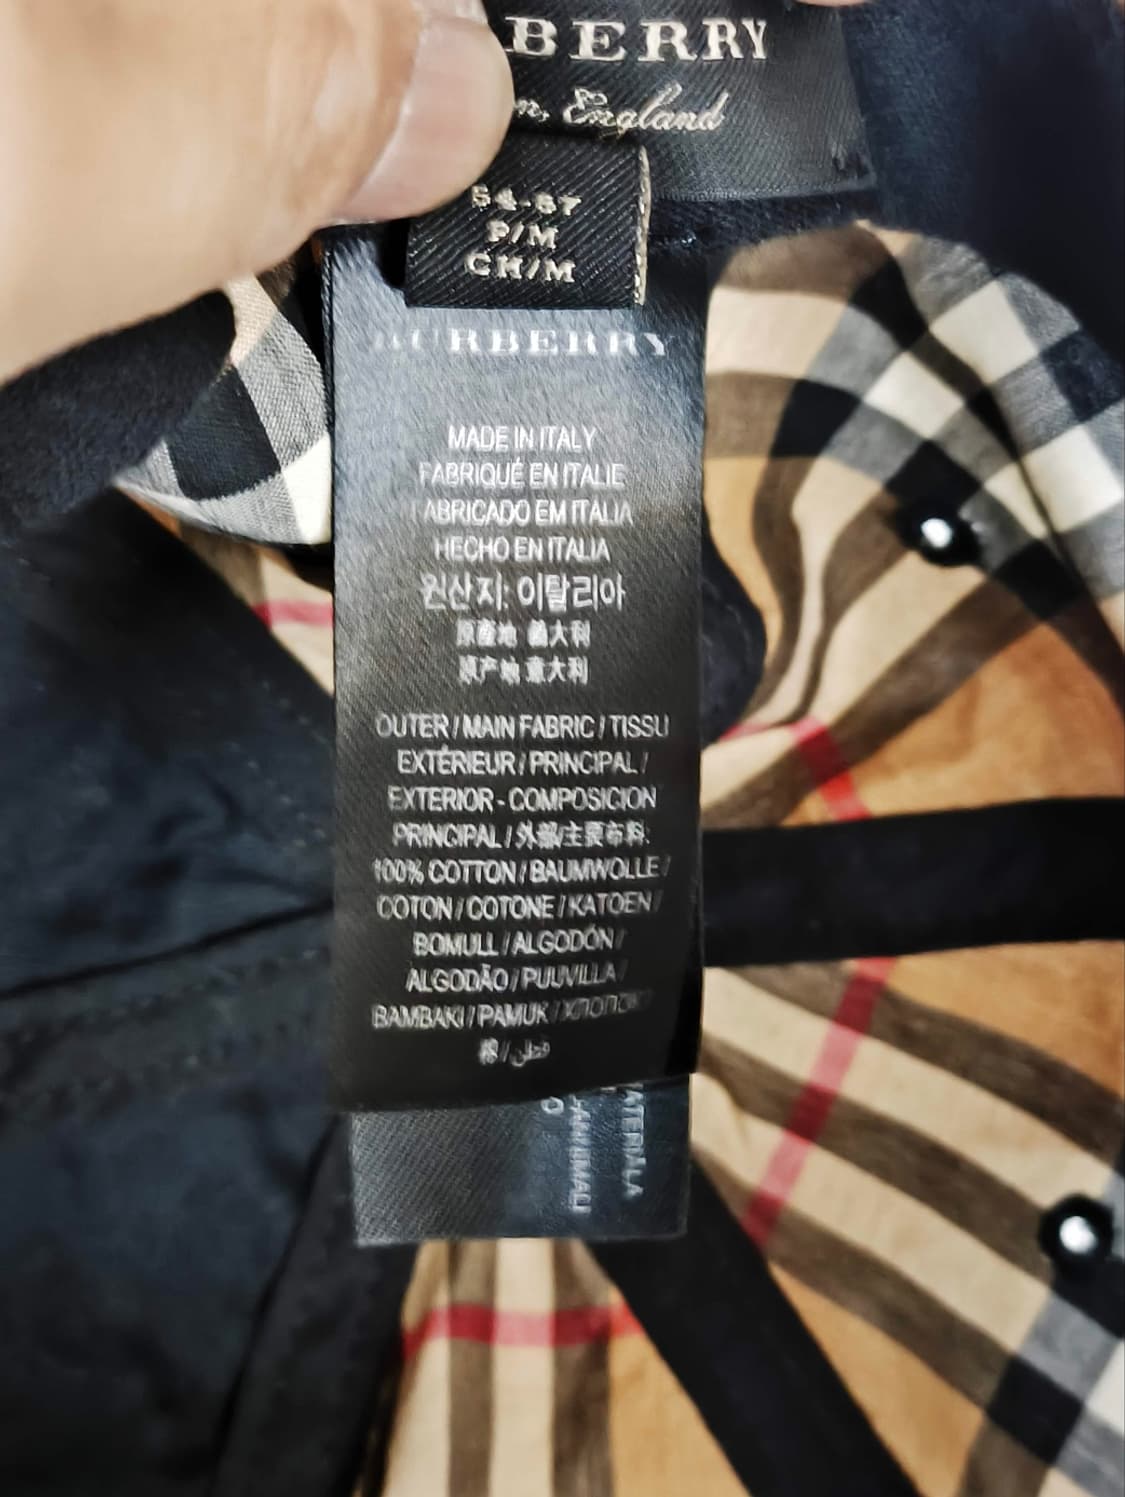 BERRY
England
54-57
P/M
CH/M
BURBERRY
MADE IN ITALY
FABRIQUÉ EN ITALIE
FABRICADO EM ITALIA
HECHO EN ITALIA
원산지: 이탈리아
原產地 義大利
原产地 意大利
OUTER / MAIN FABRIC / TISSU
EXTÉRIEUR / PRINCIPAL /
EXTERIOR - COMPOSICION
PRINCIPAL / 外部/主要布料:
100% COTTON / BAUMWOLLE /
COTON / COTONE / KATOEN /
BOMULL / ALGODÓN /
ALGODÃO / PUUVILLA /
BAMBAKI / PAMUK / ХЛОПОК /
棉 / قطن